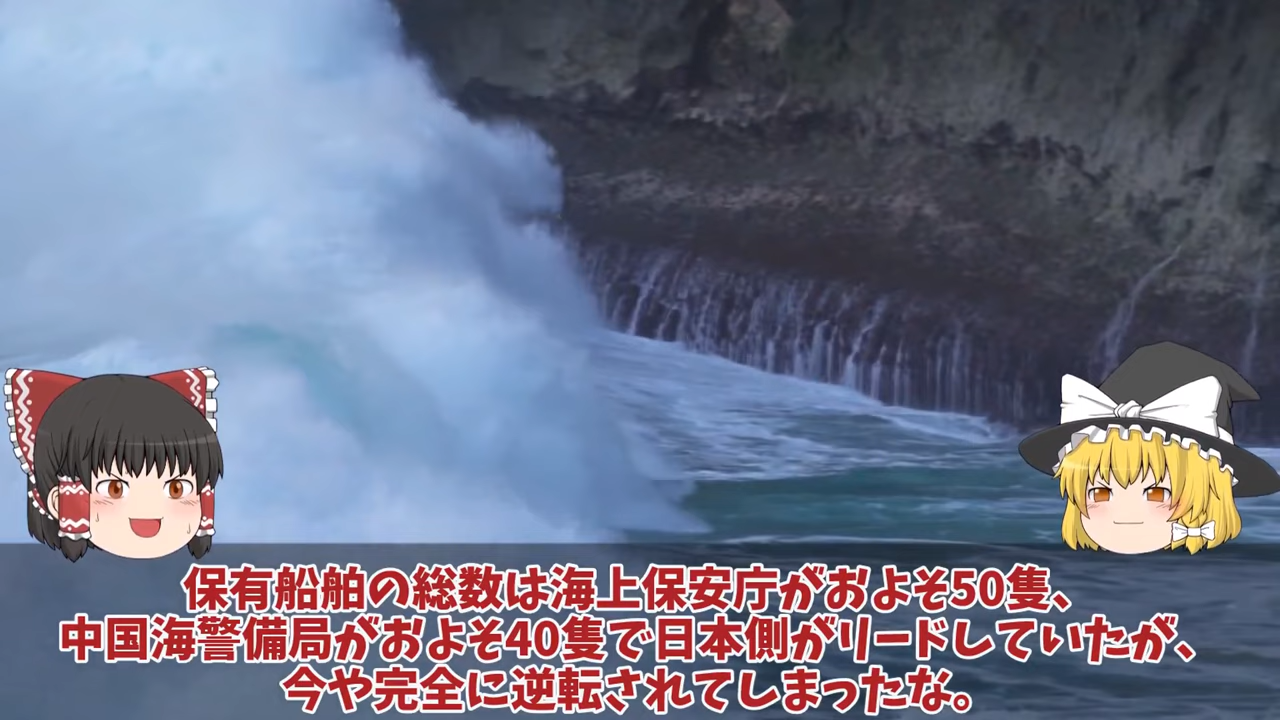 保有船舶の総数は海上保安庁がおよそ50隻、
中国海警備局がおよそ40隻で日本側がリードしていたが、
今や完全に逆転されてしまったな。